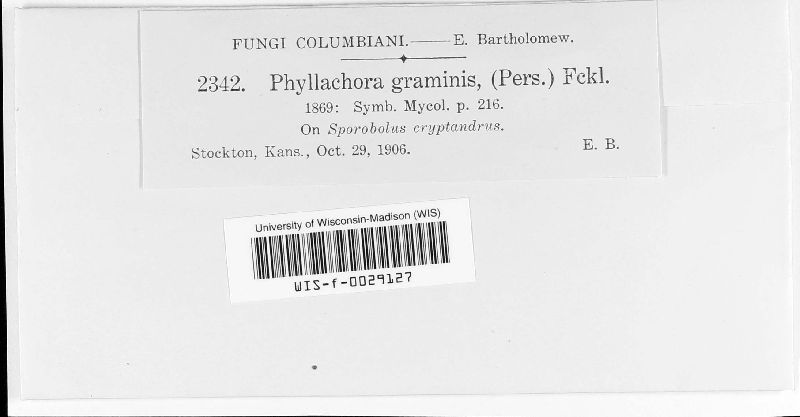 FUNGI COLUMBIANI.—E. Bartholomew.
2342. Phyllachora graminis, (Pers.) Fckl.
1869: Symb. Mycol. p. 216.
On Sporobolus cryptandrus.
Stockton, Kans., Oct. 29, 1906. E. B.
University of Wisconsin-Madison (WIS)
WIS-f-0029127